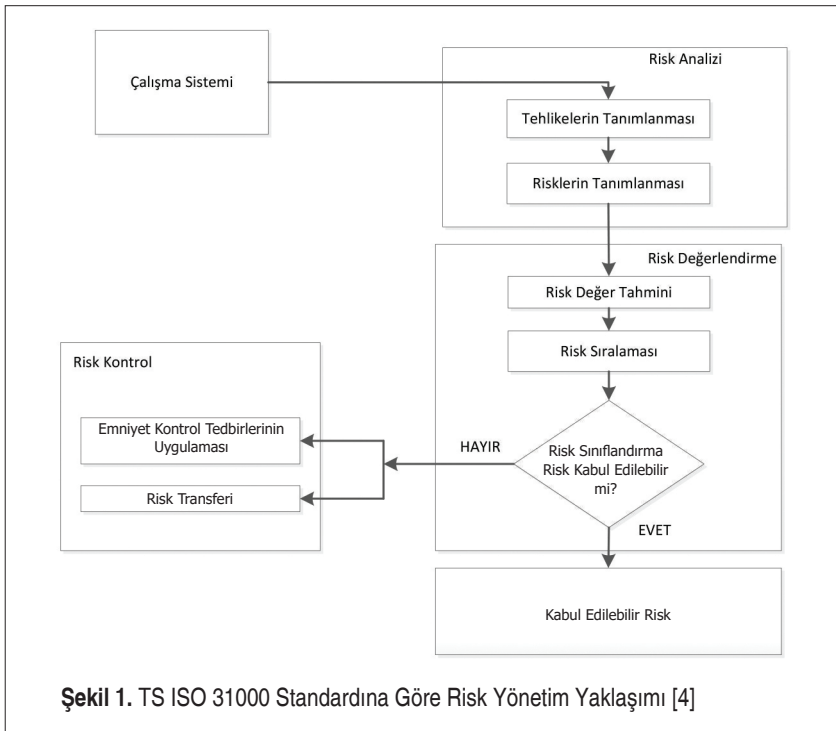 Çalışma Sistemi
Risk Analizi
Tehlikelerin Tanımlanması
Risklerin Tanımlanması
Risk Değerlendirme
Risk Değer Tahmini
Risk Sıralaması
Risk Sınıflandırma
Risk Kabul Edilebilir
mi?
HAYIR
EVET
Risk Kontrol
Emniyet Kontrol Tedbirlerinin
Uygulaması
Risk Transferi
Kabul Edilebilir Risk
Şekil 1. TS ISO 31000 Standardına Göre Risk Yönetim Yaklaşımı [4]